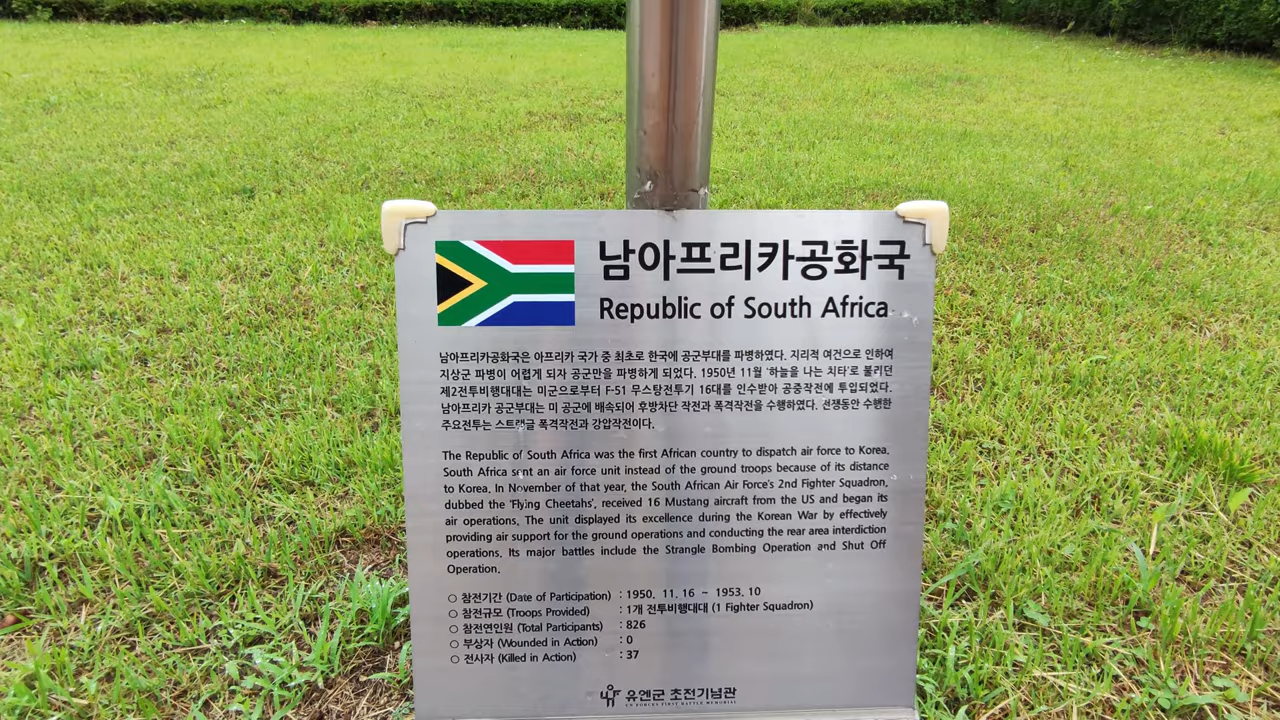 남아프리카공화국
Republic of South Africa
남아프리카공화국은 아프리카 국가 중 최초로 한국에 공군부대를 파병하였다. 지리적 여건으로 인하여
지상군 파병이 어렵게 되자 공군만을 파병하게 되었다. 1950년 11월 '하늘을 나는 치타'로 불리던
제2전투비행대대는 미군으로부터 F-51 무스탕전투기 16대를 인수받아 공중작전에 투입되었다.
남아프리카 공군부대는 미 공군에 배속되어 후방차단 작전과 폭격작전을 수행하였다. 전쟁동안 수행한
주요전투는 스트랭글 폭격작전과 강압작전이다.
The Republic of South Africa was the first African country to dispatch air force to Korea.
South Africa sent an air force unit instead of the ground troops because of its distance
to Korea. In November of that year, the South African Air Force's 2nd Fighter Squadron,
dubbed the 'Flying Cheetahs', received 16 Mustang aircraft from the US and began its
air operations. The unit displayed its excellence during the Korean War by effectively
providing air support for the ground operations and conducting the rear area interdiction
operations. Its major battles include the Strangle Bombing Operation and Shut Off
Operation.
○ 참전기간 (Date of Participation) : 1950. 11. 16 ~ 1953. 10
○ 참전규모 (Troops Provided) : 1개 전투비행대대 (1 Fighter Squadron)
○ 참전연인원 (Total Participants) : 826
○ 부상자 (Wounded in Action) : 0
○ 전사자 (Killed in Action) : 37
유엔군 초전기념관
UN FORCES FIRST BATTLE MEMORIAL